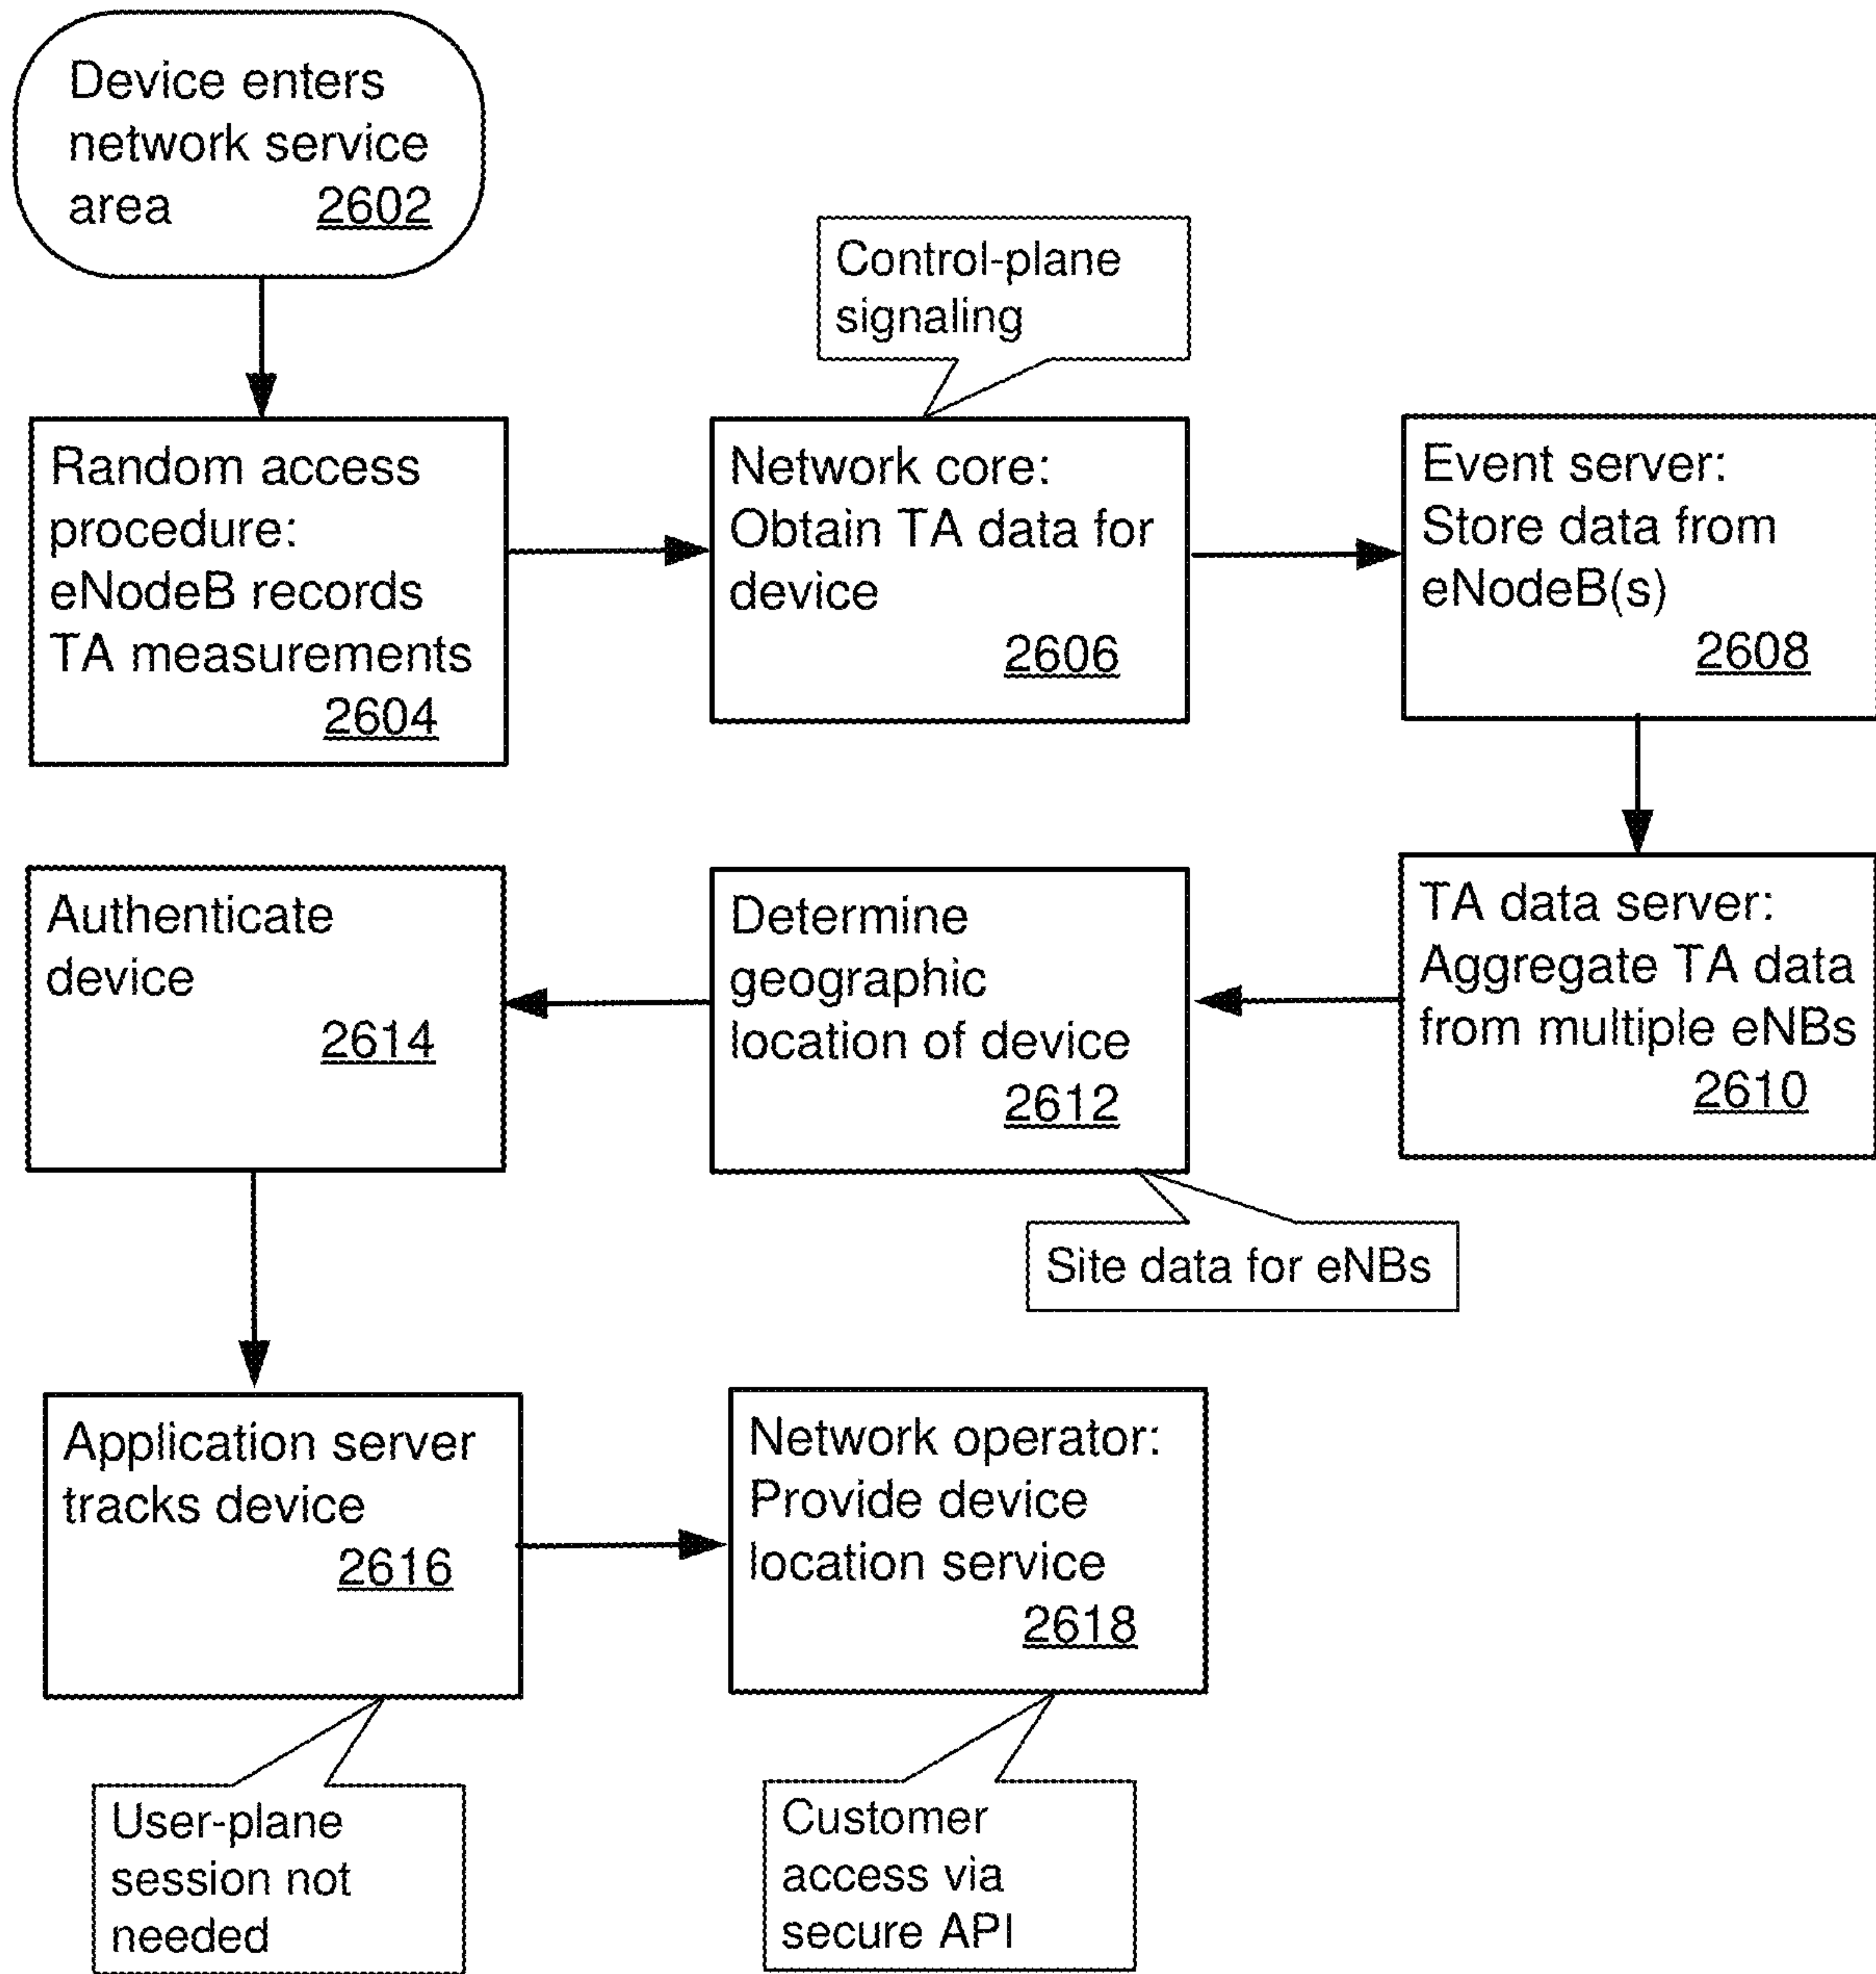 Device enters
network service
area 2602
Control-plane
signaling
Random access
procedure:
eNodeB records
TA measurements
2604
Network core:
Obtain TA data for
device
2606
Event server:
Store data from
eNodeB(s)
2608
TA data server:
Aggregate TA data
from multiple eNBs
2610
Determine
geographic
location of device
2612
Site data for eNBs
Authenticate
device
2614
Application server
tracks device
2616
User-plane
session not
needed
Network operator:
Provide device
location service
2618
Customer
access via
secure API